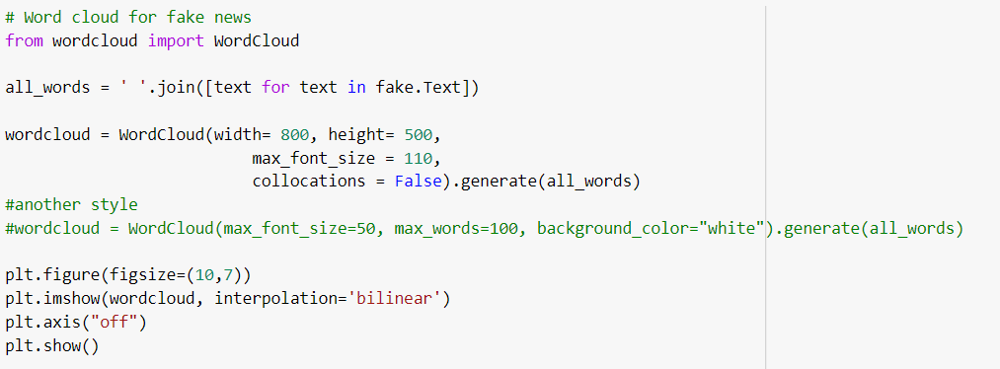 # Word cloud for fake news
from wordcloud import WordCloud
all_words = ' '.join([text for text in fake.Text])
wordcloud = WordCloud(width= 800, height= 500,
max_font_size = 110,
collocations = False).generate(all_words)
#another style
#wordcloud = WordCloud(max_font_size=50, max_words=100, background_color="white").generate(all_words)
plt.figure(figsize=(10,7))
plt.imshow(wordcloud, interpolation='bilinear')
plt.axis("off")
plt.show()